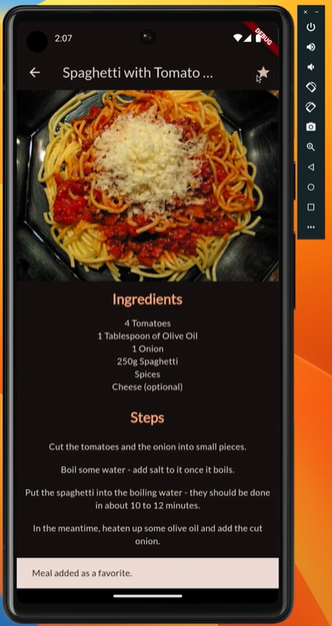 2:07
DEBUG
Spaghetti with Tomato ...
Ingredients
4 Tomatoes
1 Tablespoon of Olive Oil
1 Onion
250g Spaghetti
Spices
Cheese (optional)
Steps
Cut the tomatoes and the onion into small pieces.
Boil some water - add salt to it once it boils.
Put the spaghetti into the boiling water - they should be done
in about 10 to 12 minutes.
In the meantime, heaten up some olive oil and add the cut
onion.
Meal added as a favorite.